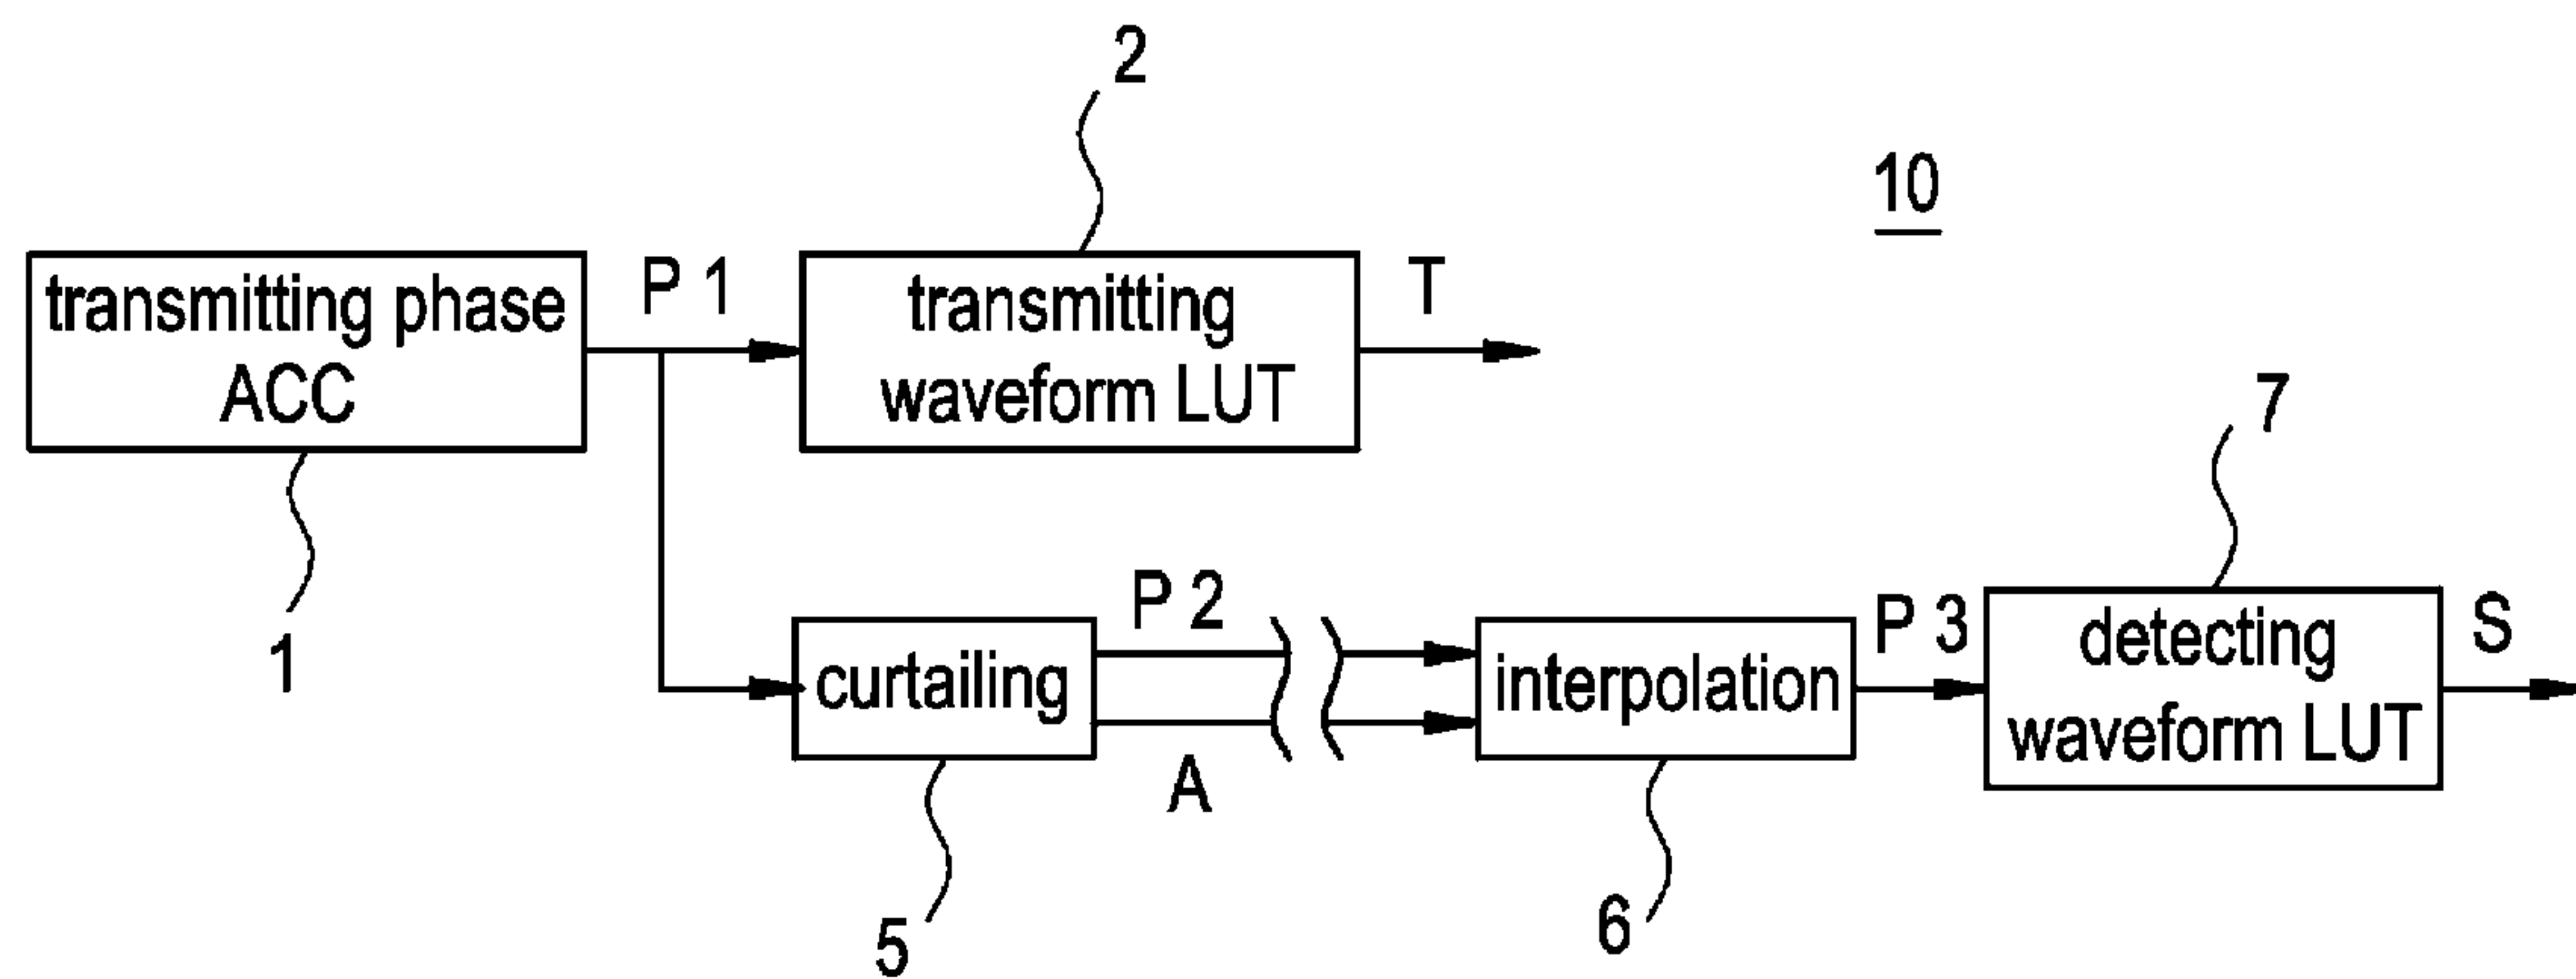 2
10
transmitting phase
ACC
P 1
transmitting
waveform LUT
T
7
1
P 2
curtailing
A
interpolation
P 3
detecting
waveform LUT
S
5
6